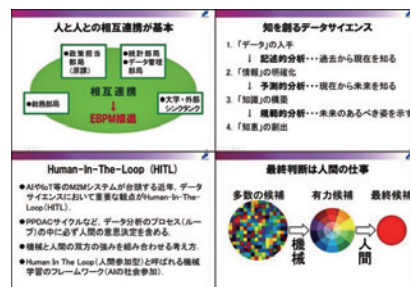 人と人との相互連携が基本
●政策担当
部局
(原課)
●統計部局
●データ管理
部局
相互連携
↓
EBPM推進
●総務部局
●大学・外部
シンクタンク
知を創るデータサイエンス
1. 「データ」の入手
↓ 記述的分析・・・過去から現在を知る
2. 「情報」の明確化
↓ 予測的分析・・・現在から未来を知る
3. 「知識」の構築
↓ 規範的分析・・・未来のあるべき姿を示す
4. 「知恵」の創出
Human-In-The-Loop (HITL)
●AIやIoT等のM2Mシステムが台頭する近年、データ
サイエンスにおいて重要な観点がHuman-In-The-
Loop(HITL).
●PPDACサイクルなど、データ分析のプロセス(ルー
プ)の中に必ず人間の意思決定を含める.
●機械と人間の双方の強みを組み合わせる考え方.
●Human In The Loop(人間参加型)と呼ばれる機械
学習のフレームワーク(AIの社会参加).
最終判断は人間の仕事
多数の候補
有力候補
最終候補
機械
人間